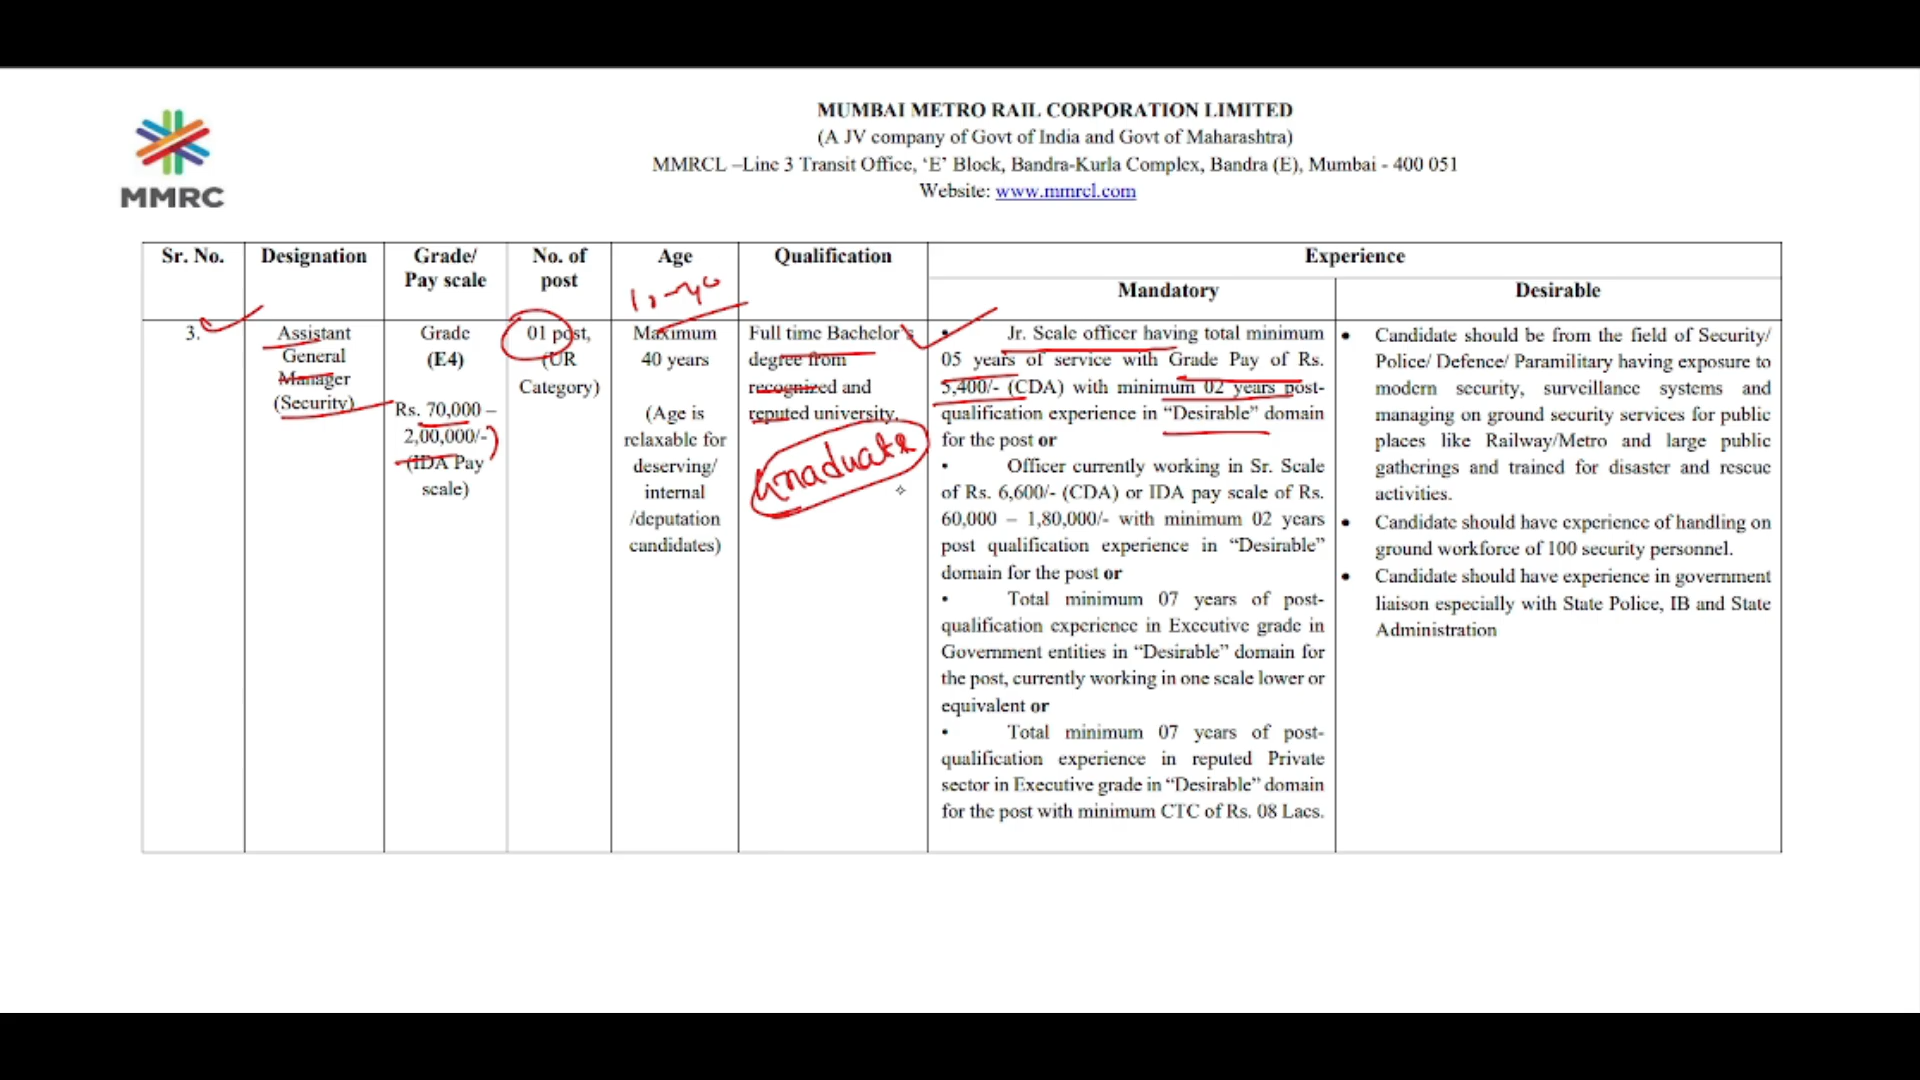 MUMBAI METRO RAIL CORPORATION LIMITED
(A JV company of Govt of India and Govt of Maharashtra)
MMRCL –Line 3 Transit Office, ‘E’ Block, Bandra-Kurla Complex, Bandra (E), Mumbai - 400 051
Website: www.mmrcl.com
MMRC
Sr. No.
Designation
Grade/
Pay scale
No. of
post
Age
Qualification
Experience
Mandatory
Desirable
3.
Assistant
General
Manager
(Security)
Grade
(E4)
Rs. 70,000 –
2,00,000/-
(IDA Pay
scale)
01 post,
(UR
Category)
Maximum
40 years
(Age is
relaxable for
deserving/
internal
/deputation
candidates)
Full time Bachelor's
degree from
recognized and
reputed university.
Graduate
• Jr. Scale officer having total minimum
05 years of service with Grade Pay of Rs.
5,400/- (CDA) with minimum 02 years post-
qualification experience in “Desirable” domain
for the post or
• Officer currently working in Sr. Scale
of Rs. 6,600/- (CDA) or IDA pay scale of Rs.
60,000 – 1,80,000/- with minimum 02 years
post qualification experience in “Desirable”
domain for the post or
• Total minimum 07 years of post-
qualification experience in Executive grade in
Government entities in “Desirable” domain for
the post, currently working in one scale lower or
equivalent or
• Total minimum 07 years of post-
qualification experience in reputed Private
sector in Executive grade in “Desirable” domain
for the post with minimum CTC of Rs. 08 Lacs.
• Candidate should be from the field of Security/
Police/ Defence/ Paramilitary having exposure to
modern security, surveillance systems and
managing on ground security services for public
places like Railway/Metro and large public
gatherings and trained for disaster and rescue
activities.
• Candidate should have experience of handling on
ground workforce of 100 security personnel.
• Candidate should have experience in government
liaison especially with State Police, IB and State
Administration